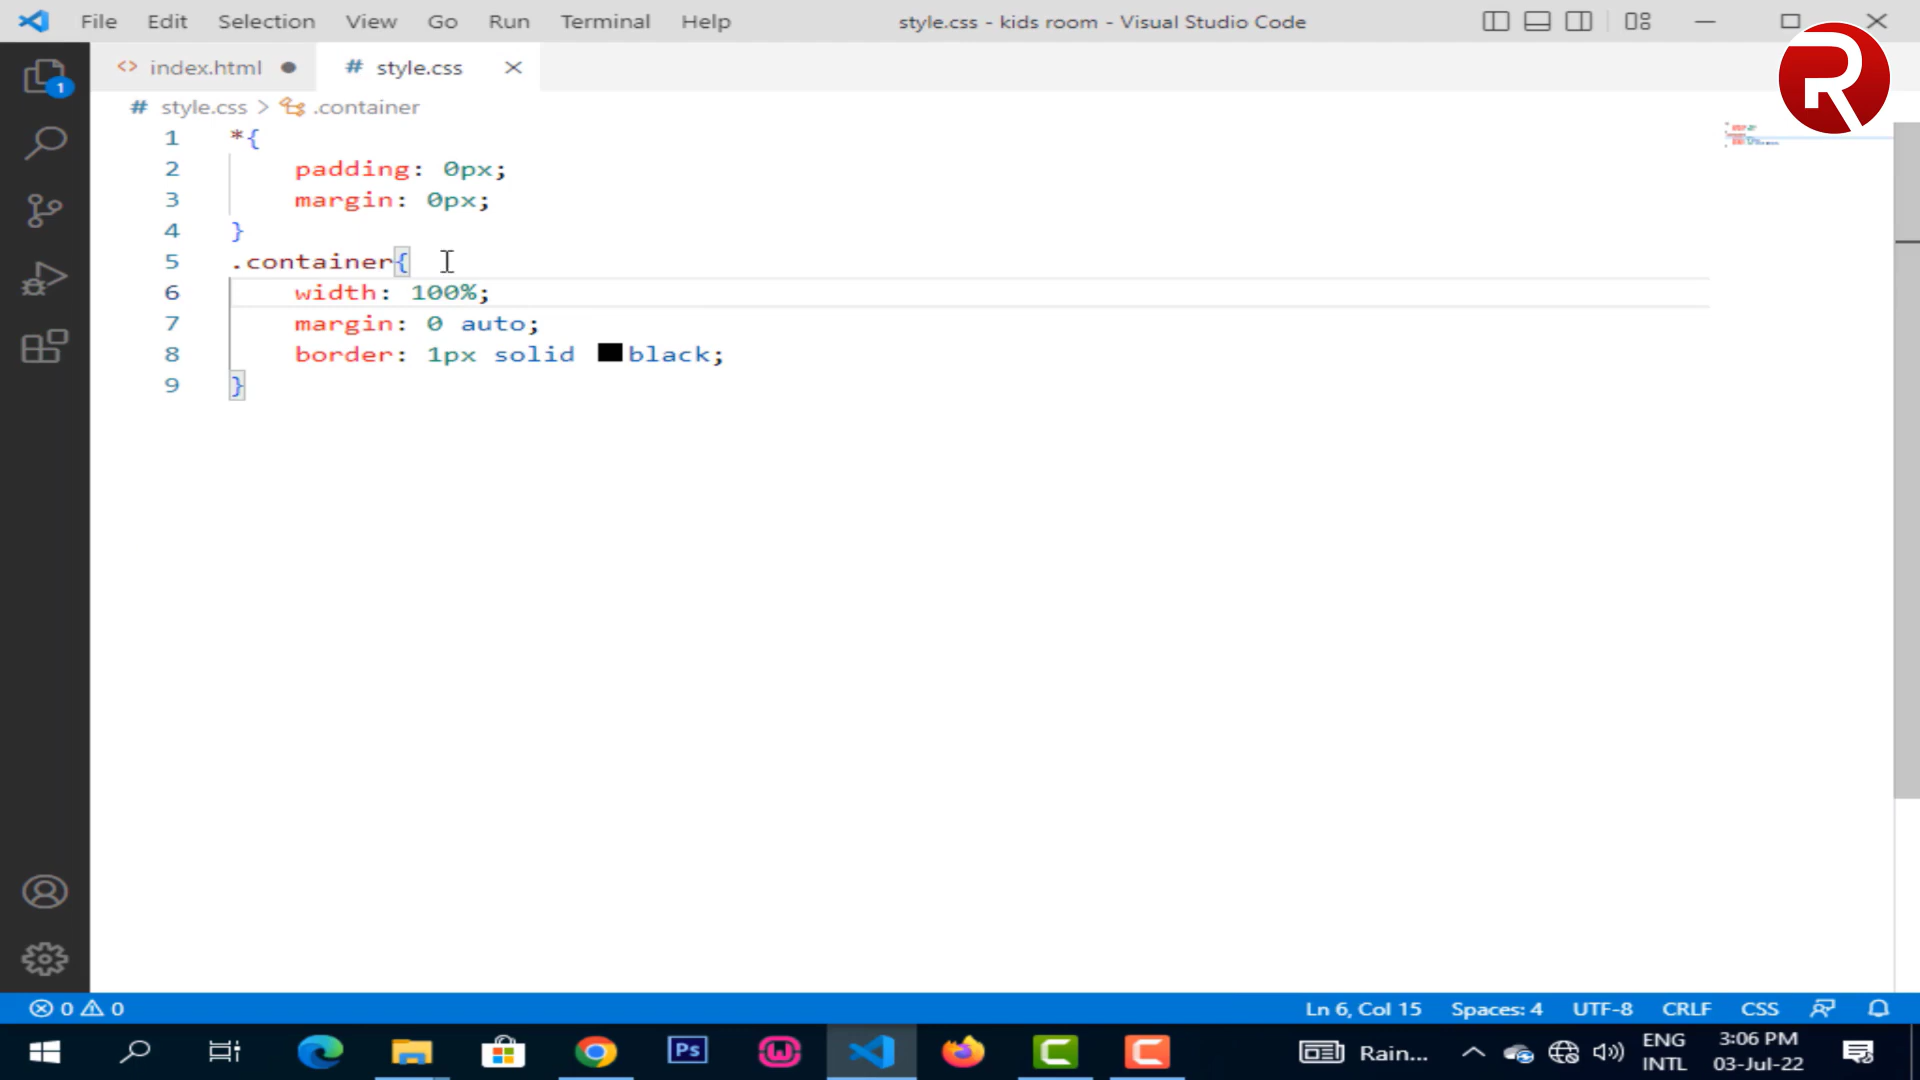 File Edit Selection View Go Run Terminal Help style.css - kids room - Visual Studio Code
R
<> index.html ● # style.css ×
# style.css > .container
1 *{
2 padding: 0px;
3 margin: 0px;
4 }
5 .container{
6 width: 100%;
7 margin: 0 auto;
8 border: 1px solid black;
9 }
1
0 0 Ln 6, Col 15 Spaces: 4 UTF-8 CRLF CSS
Ps Rain... ENG 3:06 PM
INTL 03-Jul-22